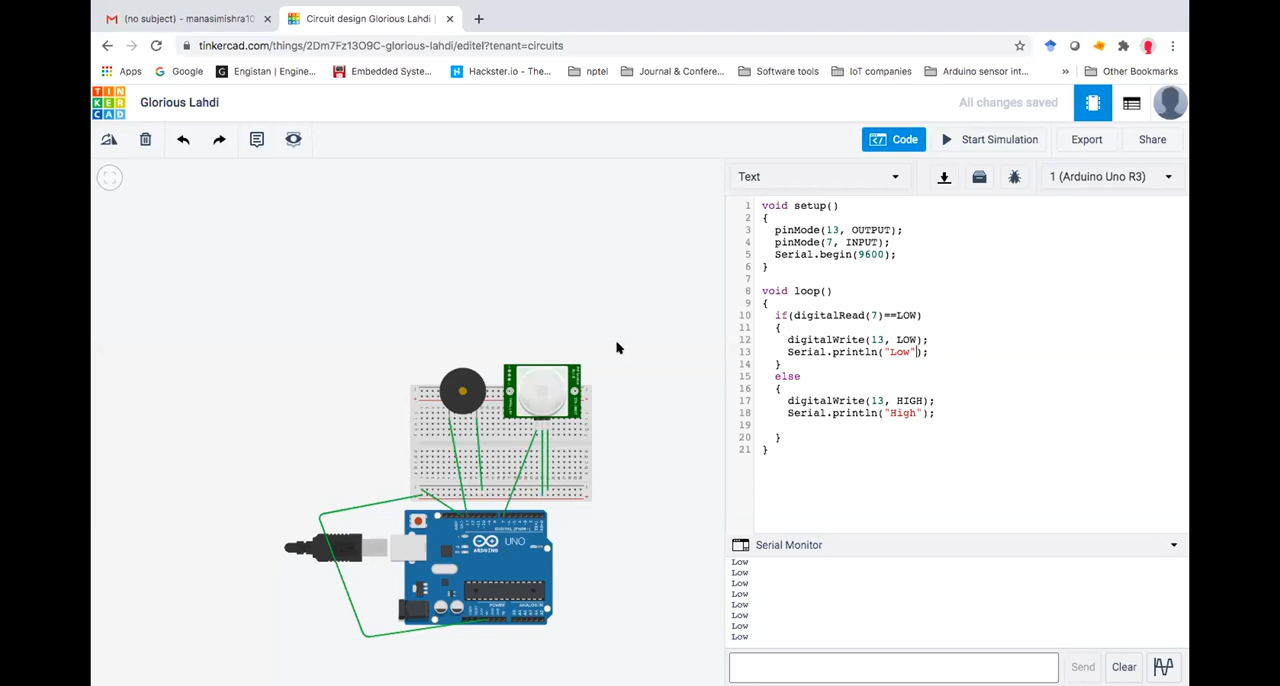 (no subject) - manasimishra10
Circuit design Glorious Lahdi |
tinkercad.com/things/2Dm7Fz13O9C-glorious-lahdi/editel?tenant=circuits
Apps Google Engistan | Engine... Embedded Syste... Hackster.io - The... nptel Journal & Confere... Software tools IoT companies Arduino sensor int... » Other Bookmarks
TIN
KER
CAD
Glorious Lahdi
All changes saved
Code Start Simulation Export Share
Text
1 (Arduino Uno R3)
1 void setup()
2 {
3 pinMode(13, OUTPUT);
4 pinMode(7, INPUT);
5 Serial.begin(9600);
6 }
7
8 void loop()
9 {
10 if(digitalRead(7)==LOW)
11 {
12 digitalWrite(13, LOW);
13 Serial.println("Low");
14 }
15 else
16 {
17 digitalWrite(13, HIGH);
18 Serial.println("High");
19
20 }
21 }
UNO
ARDUINO
POWER
Serial Monitor
Low
Low
Low
Low
Low
Low
Low
Low
Send Clear